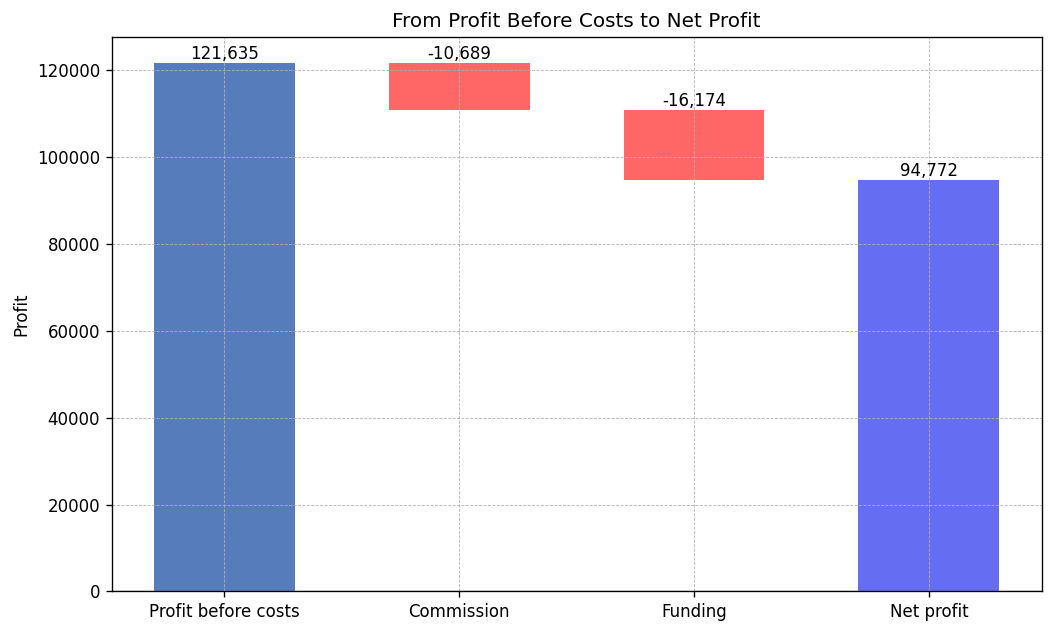 From Profit Before Costs to Net Profit
121,635
-10,689
-16,174
94,772
120000
100000
80000
60000
40000
20000
0
Profit
Profit before costs
Commission
Funding
Net profit